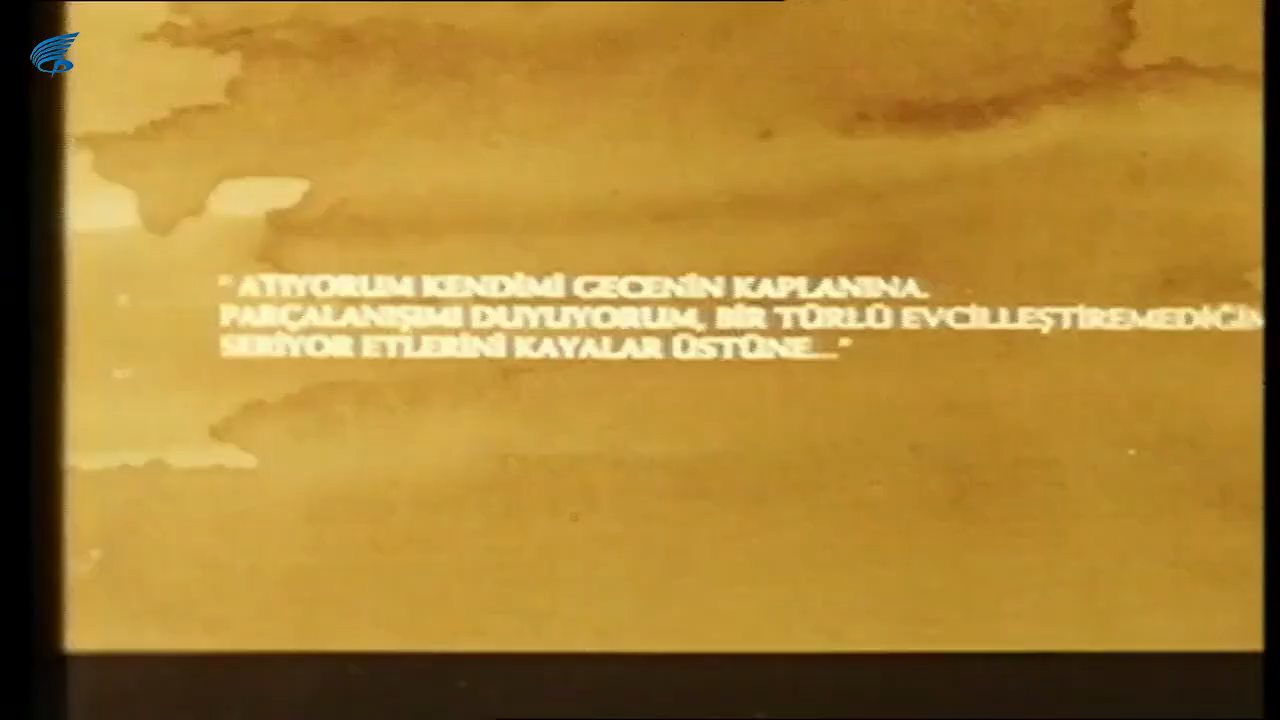 " ATIYORUM KENDİMİ GECENİN KAPLANINA.
PARÇALANIŞIMI DUYUYORUM, BİR TÜRLÜ EVCİLLEŞTİREMEDİĞİM
SERİYOR ETLERİNİ KAYALAR ÜSTÜNE..."